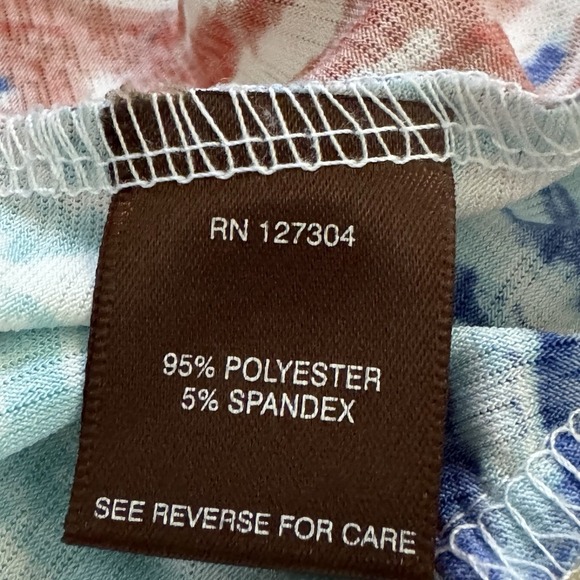 RN 127304
95% POLYESTER
5% SPANDEX
SEE REVERSE FOR CARE